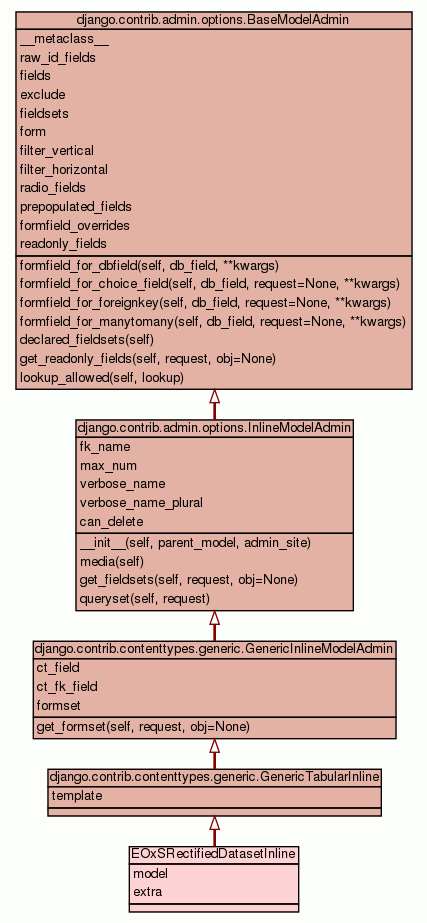 django.contrib.admin.options.BaseModelAdmin
__metaclass__
raw_id_fields
fields
exclude
fieldsets
form
filter_vertical
filter_horizontal
radio_fields
prepopulated_fields
formfield_overrides
readonly_fields
formfield_for_dbfield(self, db_field, **kwargs)
formfield_for_choice_field(self, db_field, request=None, **kwargs)
formfield_for_foreignkey(self, db_field, request=None, **kwargs)
formfield_for_manytomany(self, db_field, request=None, **kwargs)
declared_fieldsets(self)
get_readonly_fields(self, request, obj=None)
lookup_allowed(self, lookup)
django.contrib.admin.options.InlineModelAdmin
fk_name
max_num
verbose_name
verbose_name_plural
can_delete
__init__(self, parent_model, admin_site)
media(self)
get_fieldsets(self, request, obj=None)
queryset(self, request)
django.contrib.contenttypes.generic.GenericInlineModelAdmin
ct_field
ct_fk_field
formset
get_formset(self, request, obj=None)
django.contrib.contenttypes.generic.GenericTabularInline
template
EOxSRectifiedDatasetInline
model
extra